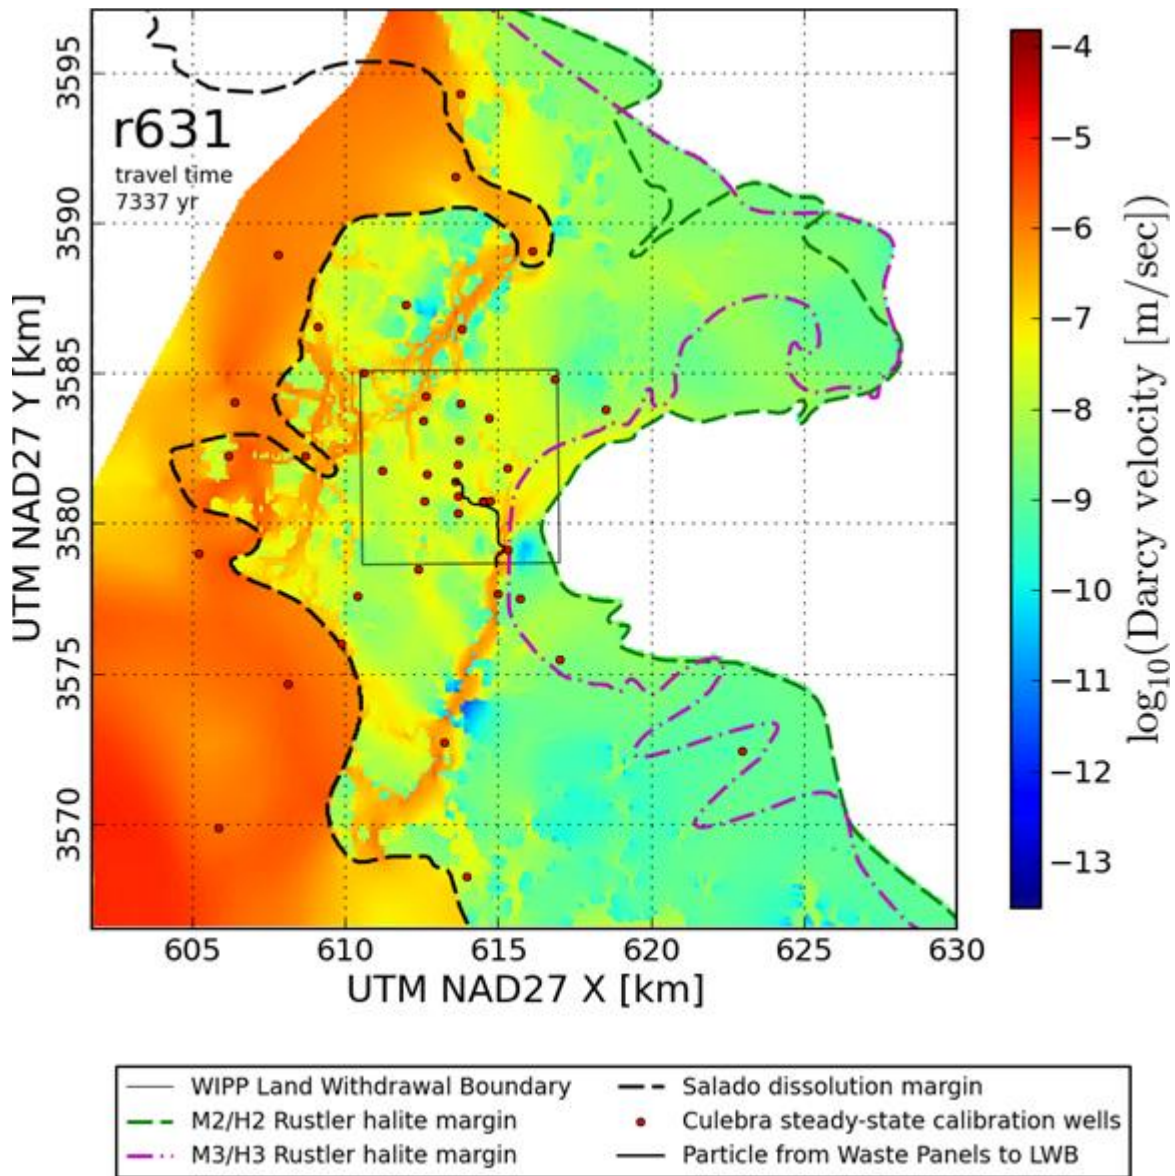 r631
travel time
7337 yr
UTM NAD27 Y [km]
3595
3590
3585
3580
3575
3570
605 610 615 620 625 630
UTM NAD27 X [km]
−4
−5
−6
−7
−8
−9
−10
−11
−12
−13
log10(Darcy velocity [m/sec])
WIPP Land Withdrawal Boundary
M2/H2 Rustler halite margin
M3/H3 Rustler halite margin
Salado dissolution margin
Culebra steady-state calibration wells
Particle from Waste Panels to LWB